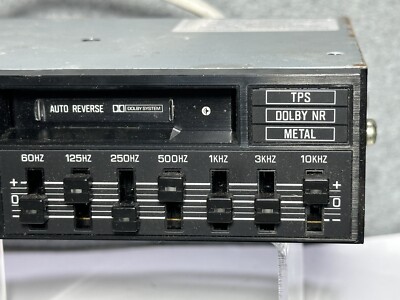 AUTO REVERSE DOLBY SYSTEM
TPS
DOLBY NR
METAL
60HZ 125HZ 250HZ 500HZ 1KHZ 3KHZ 10KHZ
+ +
0 0
- -